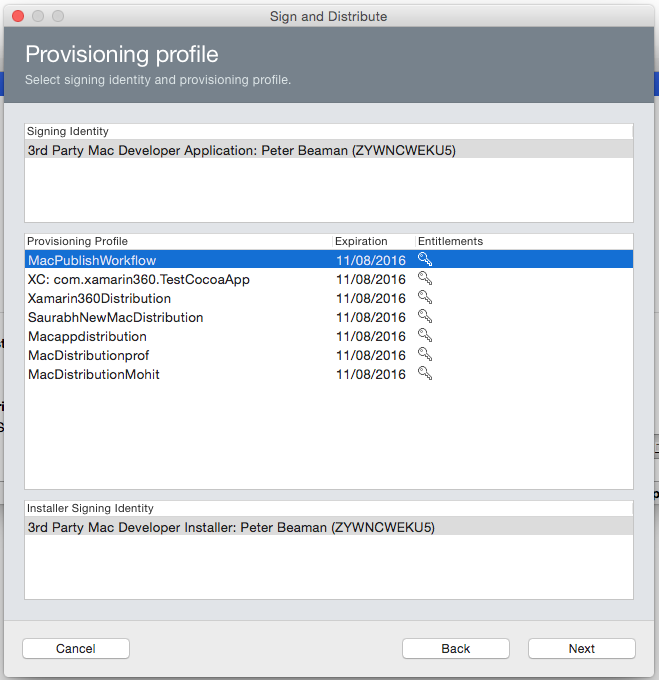 Sign and Distribute
Provisioning profile
Select signing identity and provisioning profile.
Signing Identity
3rd Party Mac Developer Application: Peter Beaman (ZYWNCWEKU5)
Provisioning Profile Expiration Entitlements
MacPublishWorkflow 11/08/2016
XC: com.xamarin360.TestCocoaApp 11/08/2016
Xamarin360Distribution 11/08/2016
SaurabhNewMacDistribution 11/08/2016
Macappdistribution 11/08/2016
MacDistributionprof 11/08/2016
MacDistributionMohit 11/08/2016
Installer Signing Identity
3rd Party Mac Developer Installer: Peter Beaman (ZYWNCWEKU5)
Cancel Back Next